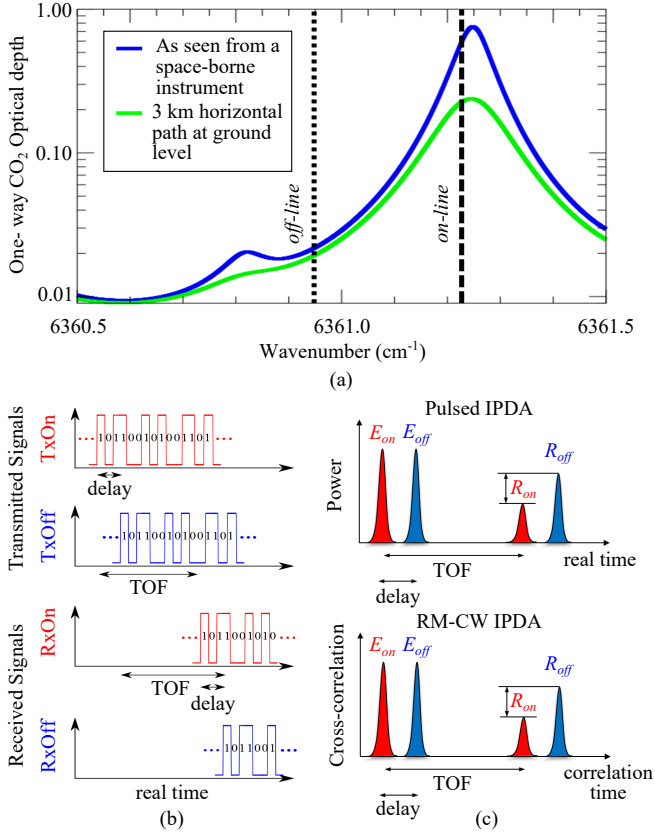 1.00
0.10
0.01
One- way CO2 Optical depth
As seen from a
space-borne
instrument
3 km horizontal
path at ground
level
off-line
on-line
6360.5
6361.0
6361.5
Wavenumber (cm-1)
(a)
Transmitted Signals
TxOn
... 101100101001101 ...
delay
TxOff
... 101100101001101 ...
TOF
Received Signals
RxOn
... 1011001010 ...
TOF
delay
RxOff
... 1011001 ...
real time
(b)
Pulsed IPDA
Power
Eon
Eoff
Ron
Roff
TOF
real time
delay
RM-CW IPDA
Cross-correlation
Eon
Eoff
Ron
Roff
TOF
correlation
time
delay
(c)